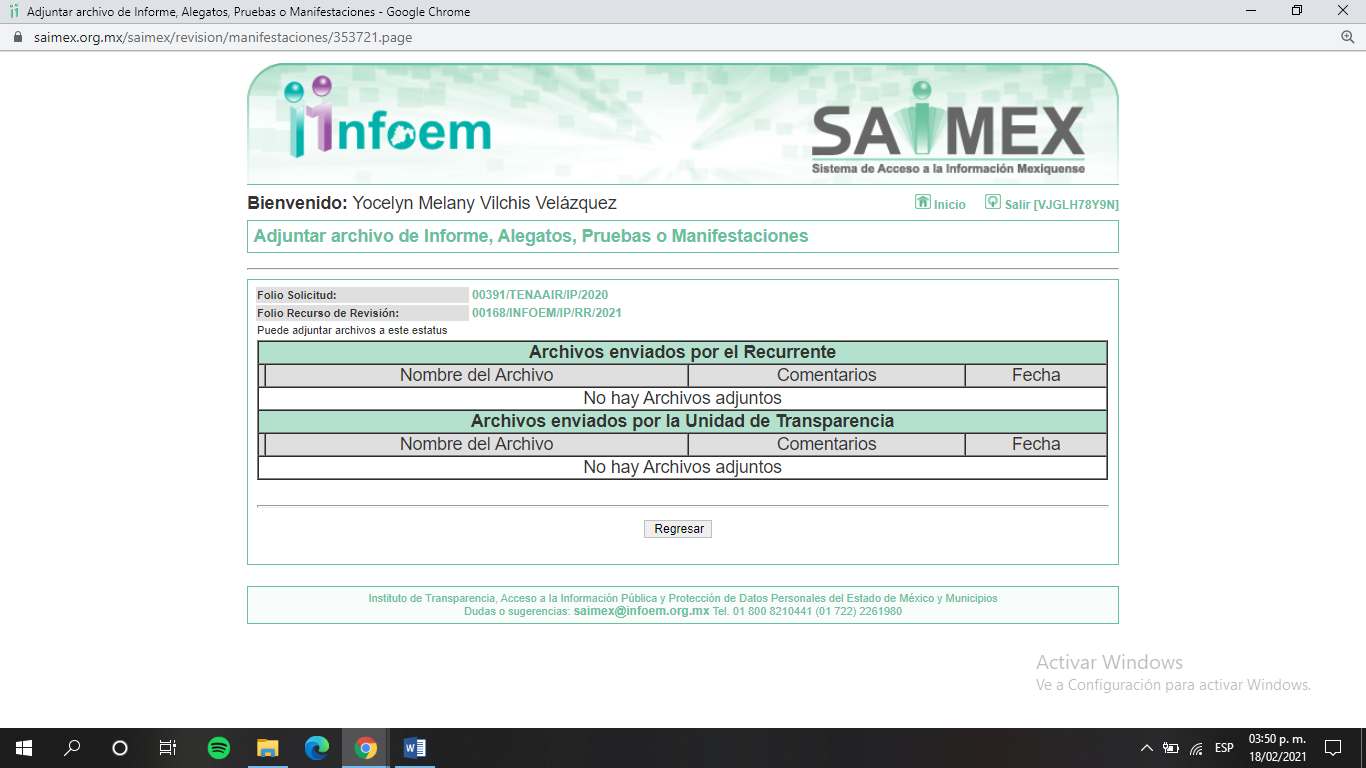 Adjuntar archivo de Informe, Alegatos, Pruebas o Manifestaciones - Google Chrome
saimex.org.mx/saimex/revision/manifestaciones/353721.page
infoem
SAIMEX
Sistema de Acceso a la Información Mexiquense
Bienvenido: Yocelyn Melany Vilchis Velázquez
Inicio Salir [VJGLH78Y9N]
Adjuntar archivo de Informe, Alegatos, Pruebas o Manifestaciones
Folio Solicitud: 00391/TENAAIR/IP/2020
Folio Recurso de Revisión: 00168/INFOEM/IP/RR/2021
Puede adjuntar archivos a este estatus
Archivos enviados por el Recurrente
Nombre del Archivo Comentarios Fecha
No hay Archivos adjuntos
Archivos enviados por la Unidad de Transparencia
Nombre del Archivo Comentarios Fecha
No hay Archivos adjuntos
Regresar
Instituto de Transparencia, Acceso a la Información Pública y Protección de Datos Personales del Estado de México y Municipios
Dudas o sugerencias: saimex@infoem.org.mx Tel. 01 800 8210441 (01 722) 2261980
Activar Windows
Ve a Configuración para activar Windows.
ESP
03:50 p. m.
18/02/2021